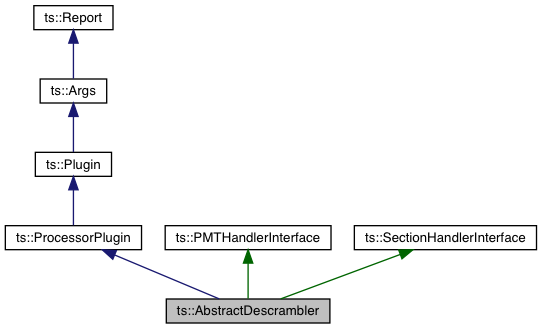 ts::Report
ts::Args
ts::Plugin
ts::ProcessorPlugin
ts::PMTHandlerInterface
ts::SectionHandlerInterface
ts::AbstractDescrambler